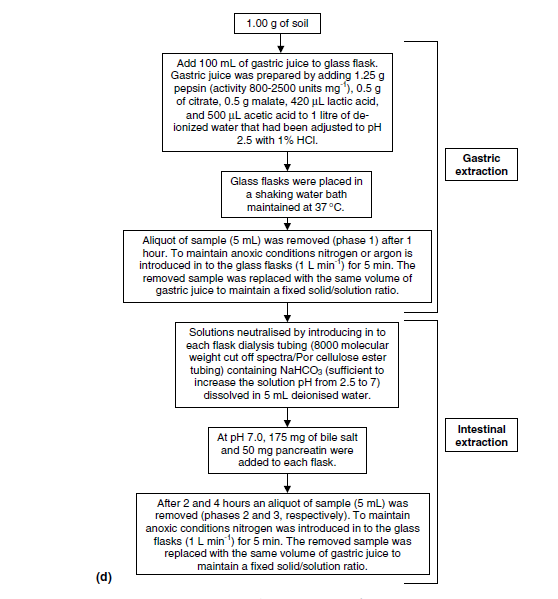 1.00 g of soil
Add 100 mL of gastric juice to glass flask.
Gastric juice was prepared by adding 1.25 g
pepsin (activity 800-2500 units mg⁻¹), 0.5 g
of citrate, 0.5 g malate, 420 µL lactic acid,
and 500 µL acetic acid to 1 litre of de-
ionized water that had been adjusted to pH
2.5 with 1% HCl.
Gastric
extraction
Glass flasks were placed in
a shaking water bath
maintained at 37 °C.
Aliquot of sample (5 mL) was removed (phase 1) after 1
hour. To maintain anoxic conditions nitrogen or argon is
introduced in to the glass flasks (1 L min⁻¹) for 5 min. The
removed sample was replaced with the same volume of
gastric juice to maintain a fixed solid/solution ratio.
Solutions neutralised by introducing in to
each flask dialysis tubing (8000 molecular
weight cut off spectra/Por cellulose ester
tubing) containing NaHCO₃ (sufficient to
increase the solution pH from 2.5 to 7)
dissolved in 5 mL deionised water.
Intestinal
extraction
At pH 7.0, 175 mg of bile salt
and 50 mg pancreatin were
added to each flask.
After 2 and 4 hours an aliquot of sample (5 mL) was
removed (phases 2 and 3, respectively). To maintain
anoxic conditions nitrogen was introduced in to the glass
flasks (1 L min⁻¹) for 5 min. The removed sample was
replaced with the same volume of gastric juice to
maintain a fixed solid/solution ratio.
(d)